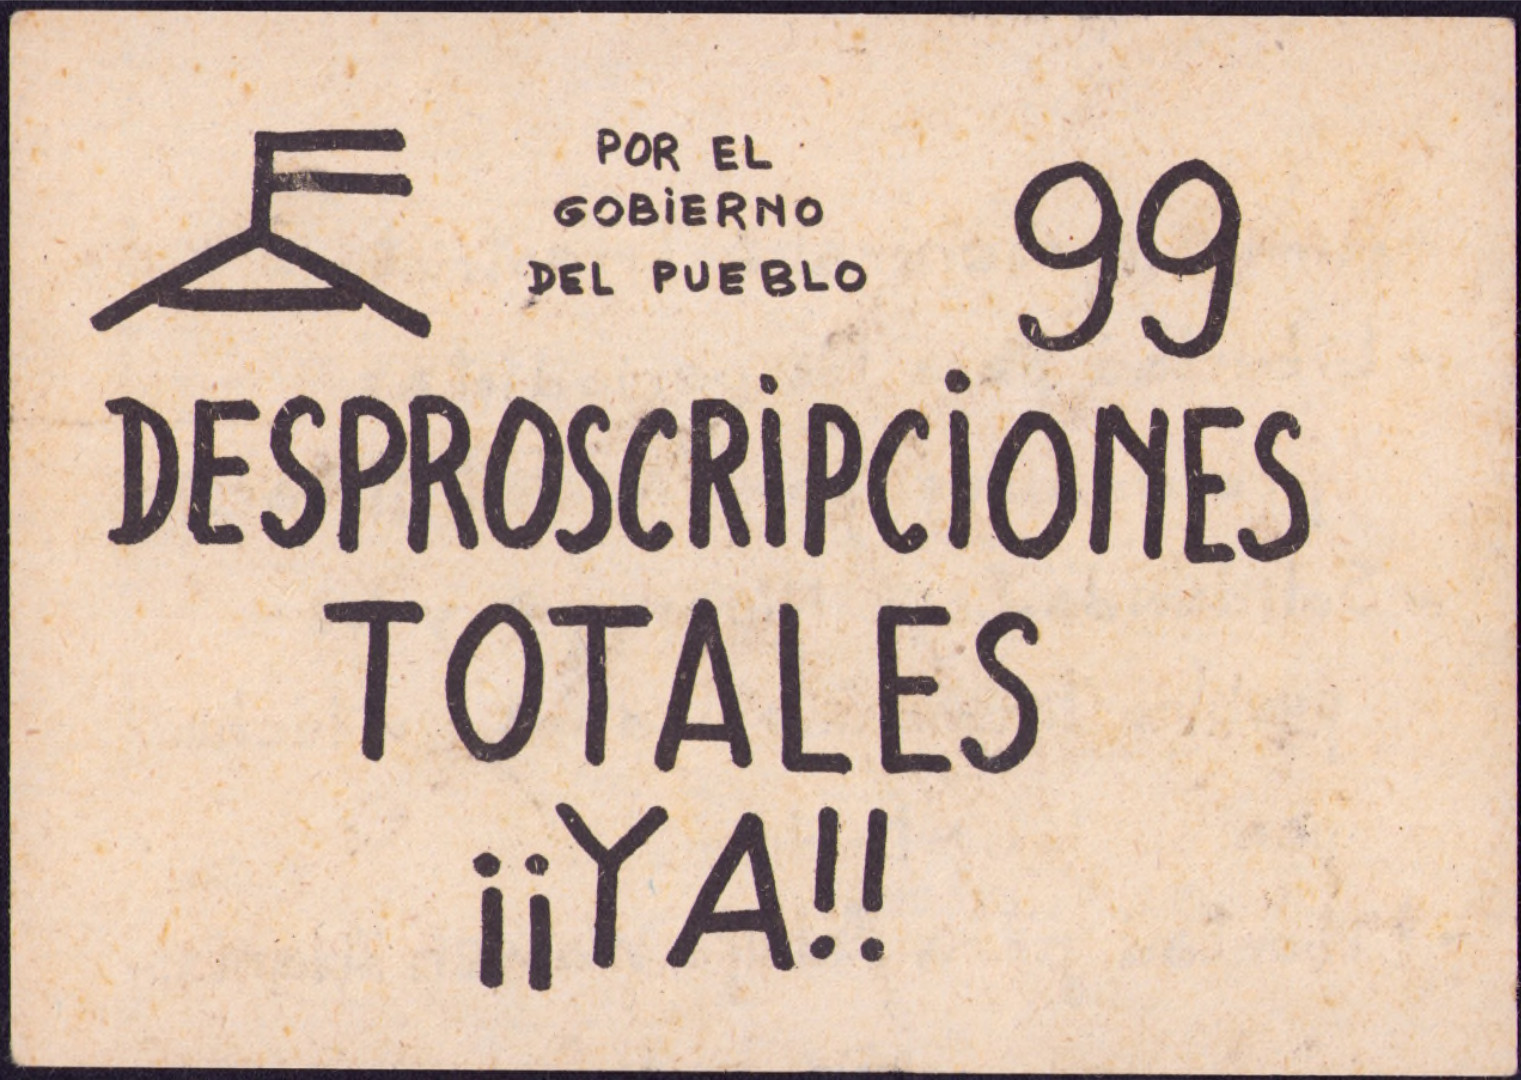 POR EL
GOBiERNO
DEL PUEBLO
99
DESPROSCRiPCiONES
TOTALES
¡¡YA!!